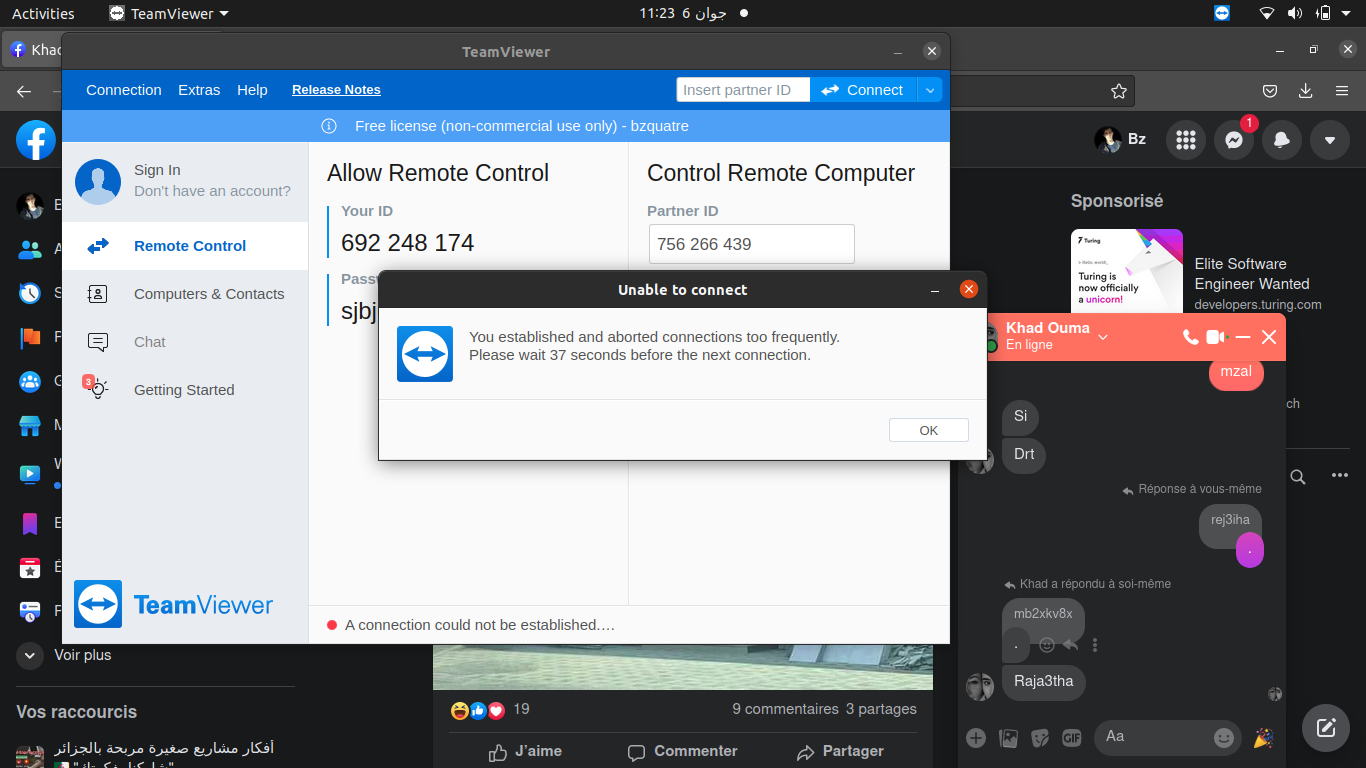 Activities
TeamViewer
11:23 6 جوان
Khad
TeamViewer
Connection Extras Help Release Notes
Insert partner ID
Connect
Free license (non-commercial use only) - bzquatre
Sign In
Don't have an account?
Remote Control
Computers & Contacts
Chat
3
Getting Started
TeamViewer
Allow Remote Control
Your ID
692 248 174
sjbj
Control Remote Computer
Partner ID
756 266 439
A connection could not be established….
Unable to connect
You established and aborted connections too frequently.
Please wait 37 seconds before the next connection.
OK
Bz
1
Sponsorisé
Turing
Turing is
now officially
a unicorn!
Elite Software
Engineer Wanted
developers.turing.com
ch
Khad Ouma
En ligne
mzal
Si
Drt
Réponse à vous-même
rej3iha
.
Khad a répondu à soi-même
mb2xkv8x
.
Raja3tha
GIF
Aa
Voir plus
Vos raccourcis
أفكار مشاريع صغيرة مربحة بالجزائر
19
9 commentaires 3 partages
J’aime
Commenter
Partager